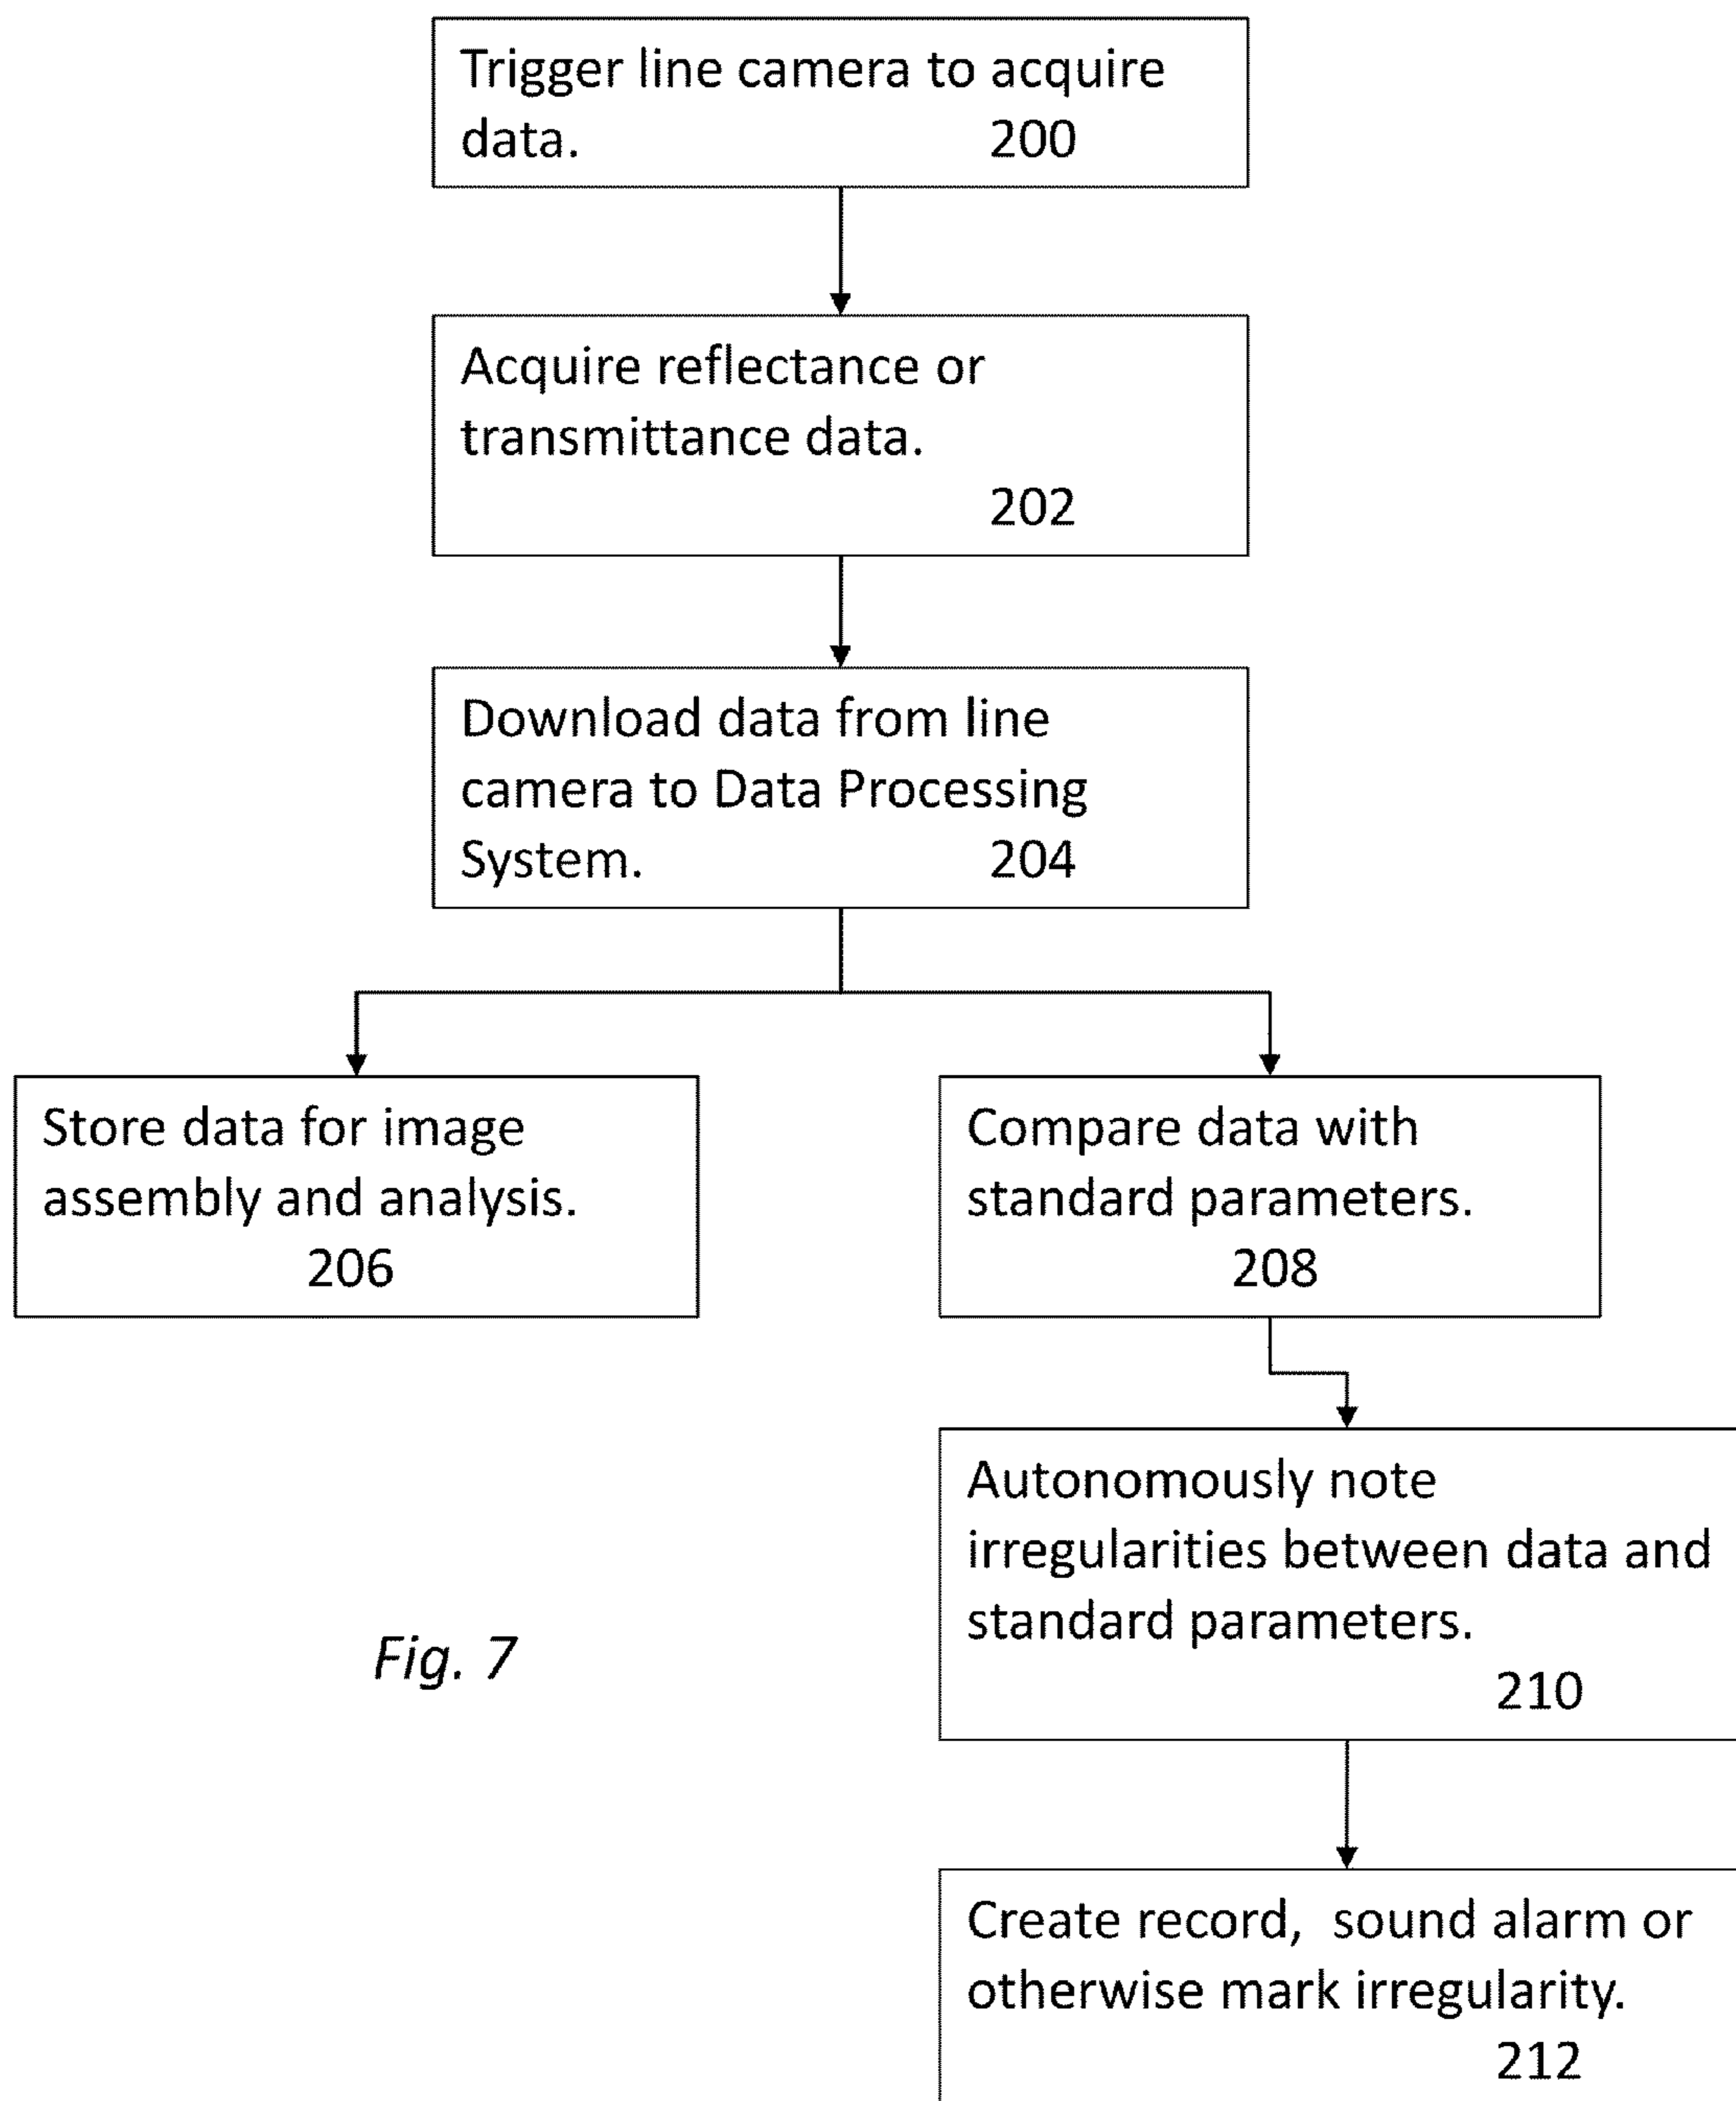 Trigger line camera to acquire
data. 200
Acquire reflectance or
transmittance data.
202
Download data from line
camera to Data Processing
System. 204
Store data for image
assembly and analysis.
206
Compare data with
standard parameters.
208
Autonomously note
irregularities between data and
standard parameters.
210
Create record, sound alarm or
otherwise mark irregularity.
212
Fig. 7